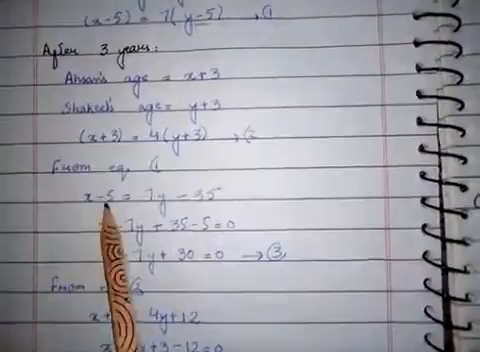 (x-5) = 7(y-5) →(1
After 3 years:
Ahsan's age = x+3
Shakeel's age= y+3
(x+3) = 4(y+3) →(2
From eq. (1
x-5 = 7y - 35
7y + 35-5=0
7y + 30 = 0 →(3)
From (2
x+ 4y+12
x y+3-12=0